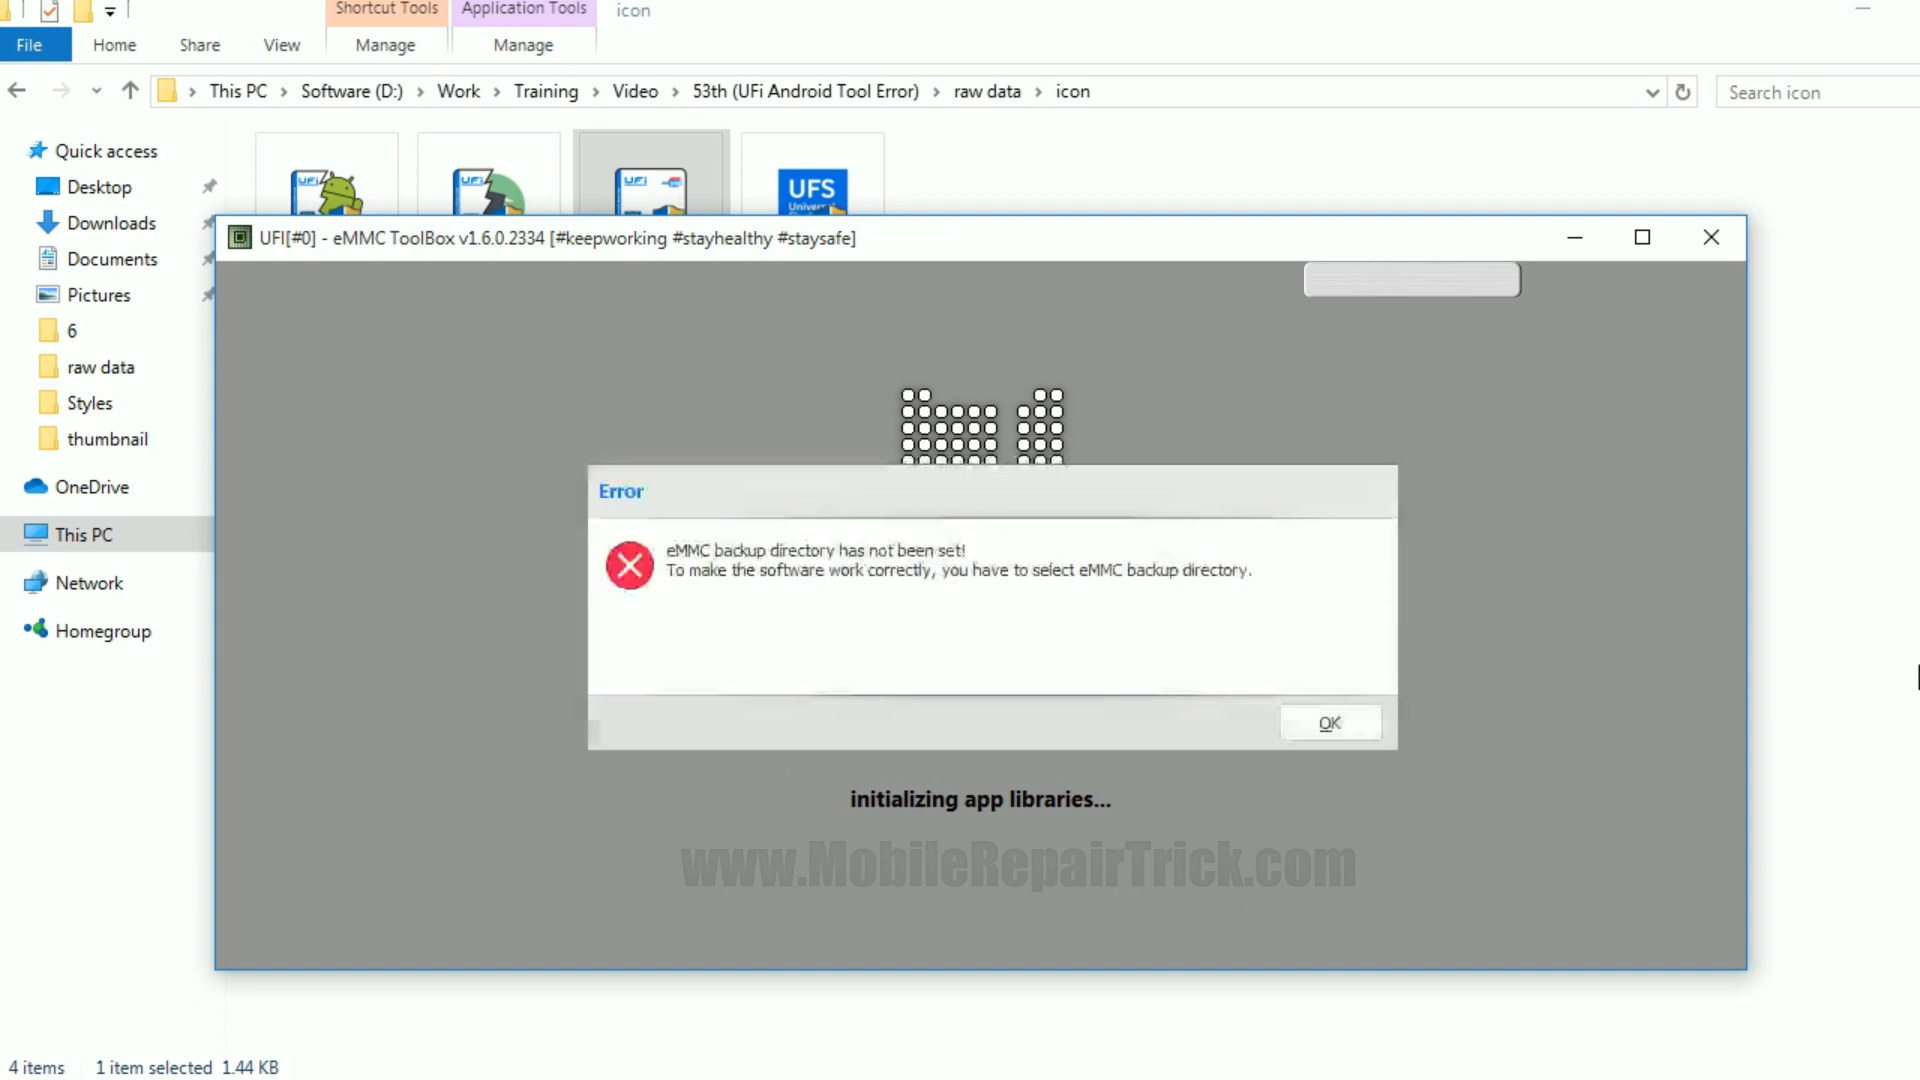 Shortcut Tools
Application Tools
icon
File
Home
Share
View
Manage
Manage
This PC
Software (D:)
Work
Training
Video
53th (UFi Android Tool Error)
raw data
icon
Search icon
Quick access
Desktop
Downloads
Documents
Pictures
6
raw data
Styles
thumbnail
OneDrive
This PC
Network
Homegroup
UFi
UFi
UFi
UFS
UFI[#0] - eMMC ToolBox v1.6.0.2334 [#keepworking #stayhealthy #staysafe]
Error
eMMC backup directory has not been set!
To make the software work correctly, you have to select eMMC backup directory.
OK
initializing app libraries...
www.MobileRepairTrick.com
4 items
1 item selected 1.44 KB